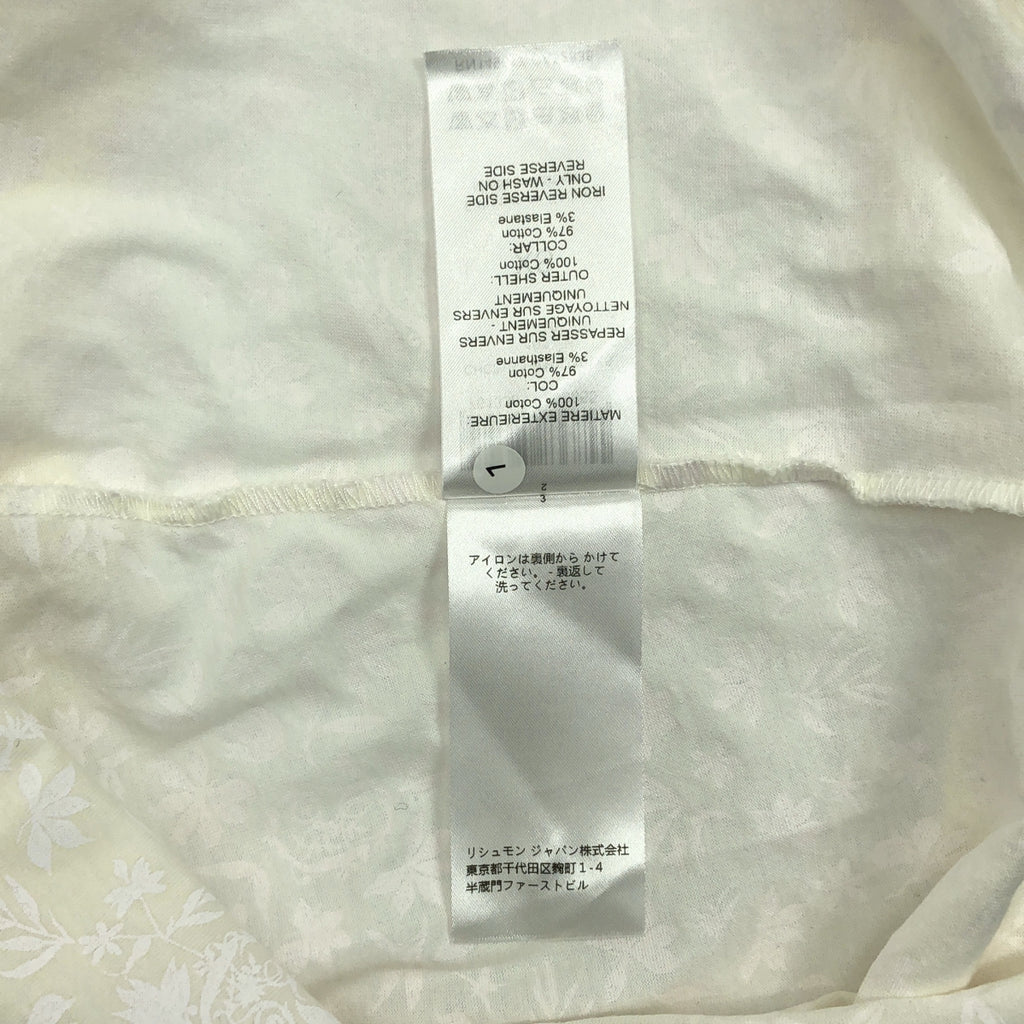 MATIERE EXTERIEURE:
100% Coton
COL:
97% Coton
3% Elasthanne
REPASSER SUR ENVERS
UNIQUEMENT -
NETTOYAGE SUR ENVERS
UNIQUEMENT
OUTER SHELL:
100% Cotton
COLLAR:
97% Cotton
3% Elastane
IRON REVERSE SIDE
ONLY - WASH ON
REVERSE SIDE
2
3
アイロンは裏側から かけて
ください。 - 裏返して
洗ってください。
リシュモン ジャパン株式会社
東京都千代田区麹町1-4
半蔵門ファーストビル